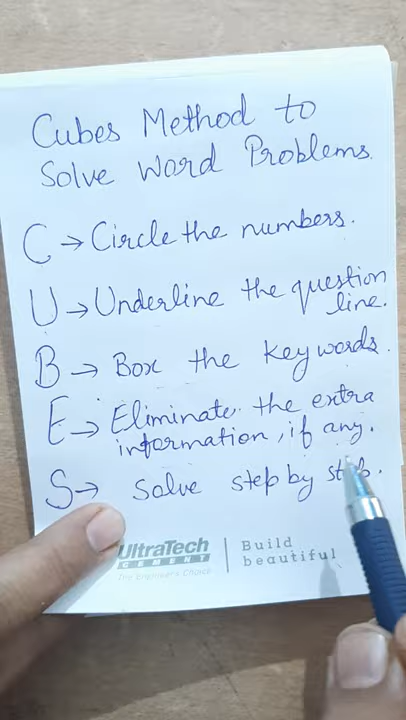 Cubes Method to
Solve Word Problems.
C → Circle the numbers.
U → Underline the question
line.
B → Box the keywords.
E → Eliminate the extra
information, if any.
S → Solve step by step.
UltraTech
CEMENT
The Engineer's Choice
Build
beautiful